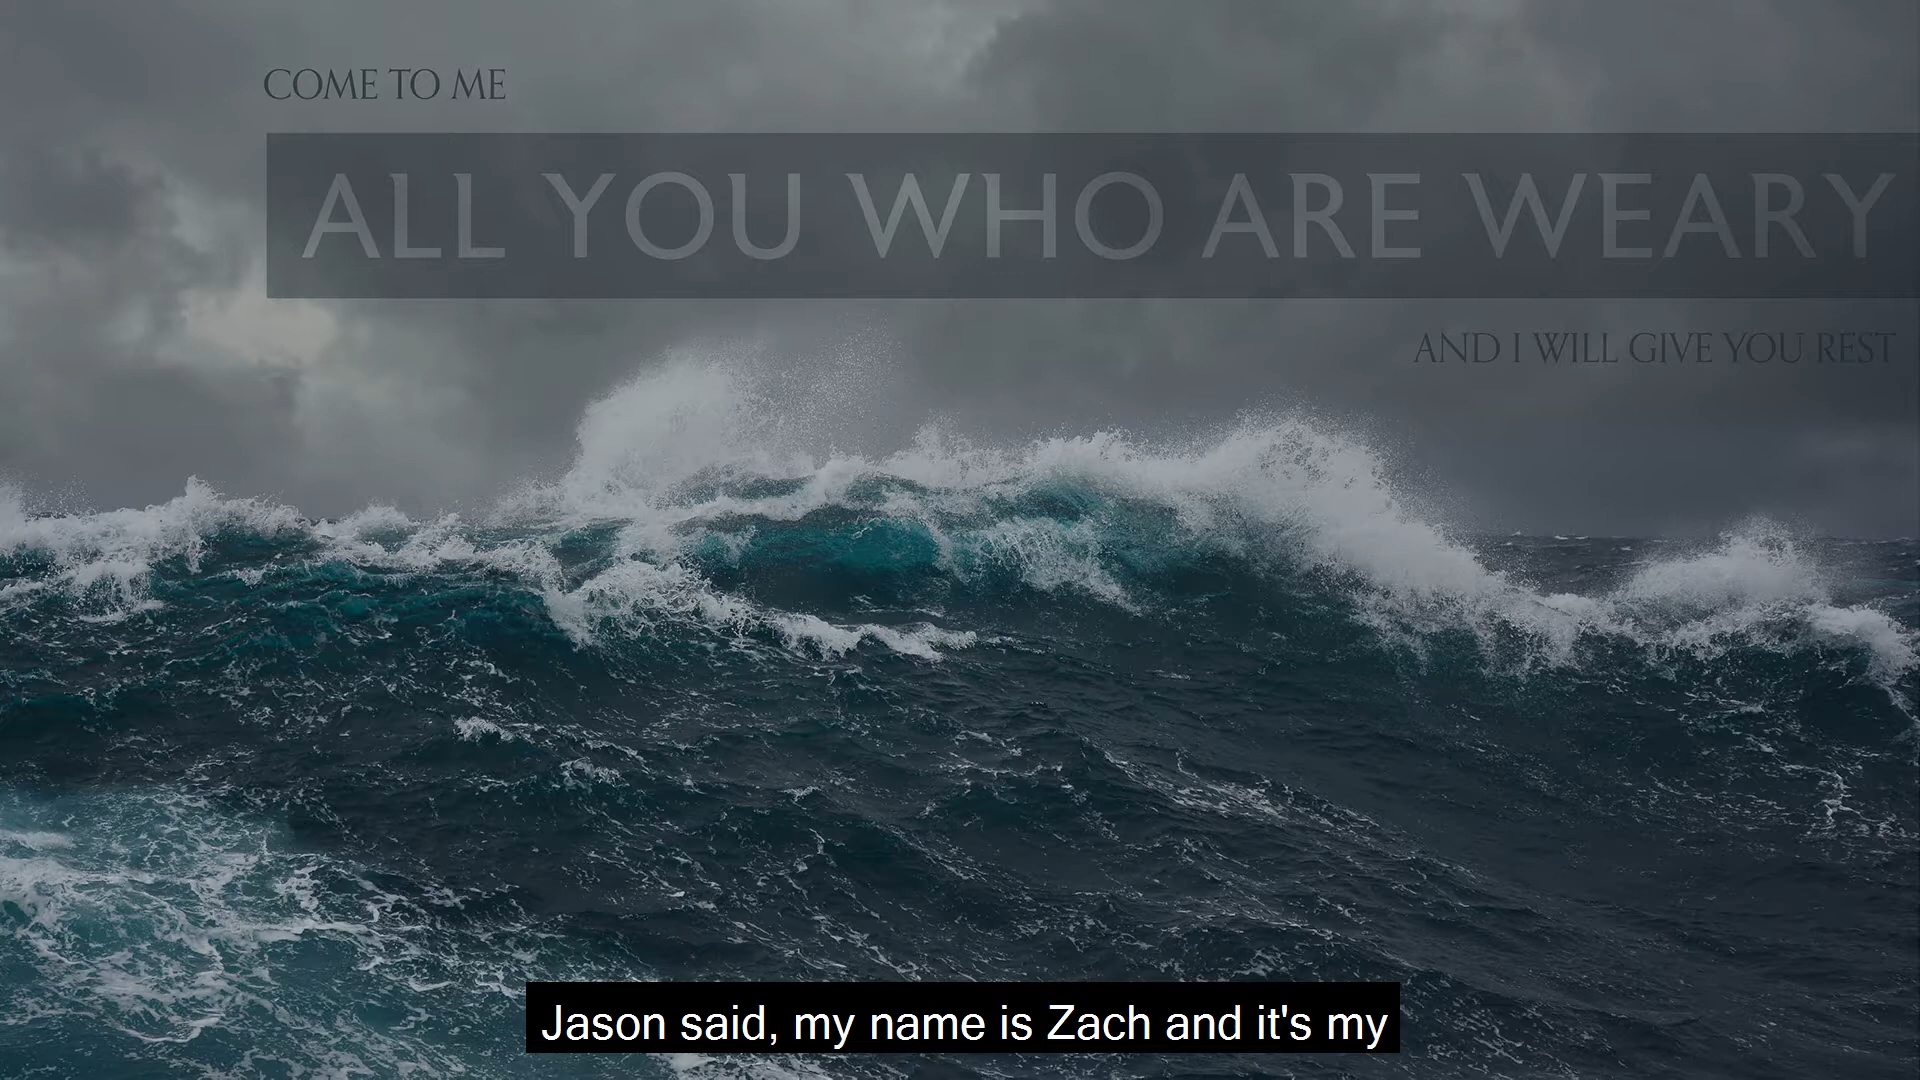 COME TO ME
ALL YOU WHO ARE WEARY
AND I WILL GIVE YOU REST
Jason said, my name is Zach and it's my